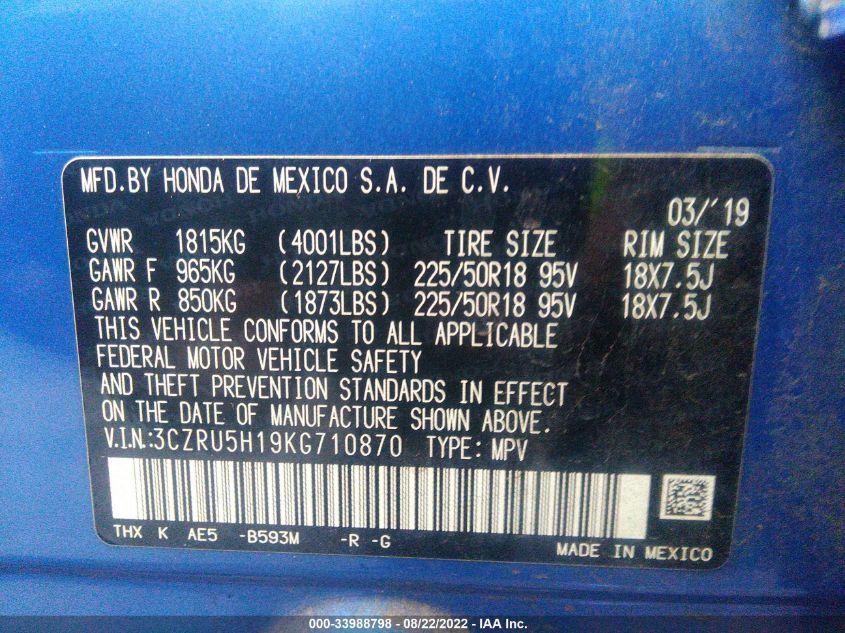 MFD.BY HONDA DE MEXICO S.A. DE C.V.
03/'19
GVWR 1815KG (4001LBS) TIRE SIZE RIM SIZE
GAWR F 965KG (2127LBS) 225/50R18 95V 18X7.5J
GAWR R 850KG (1873LBS) 225/50R18 95V 18X7.5J
THIS VEHICLE CONFORMS TO ALL APPLICABLE
FEDERAL MOTOR VEHICLE SAFETY
AND THEFT PREVENTION STANDARDS IN EFFECT
ON THE DATE OF MANUFACTURE SHOWN ABOVE.
V.I.N.:3CZRU5H19KG710870 TYPE: MPV
THX K AE5 -B593M -R -G
MADE IN MEXICO
000-33988798 - 08/22/2022 - IAA Inc.